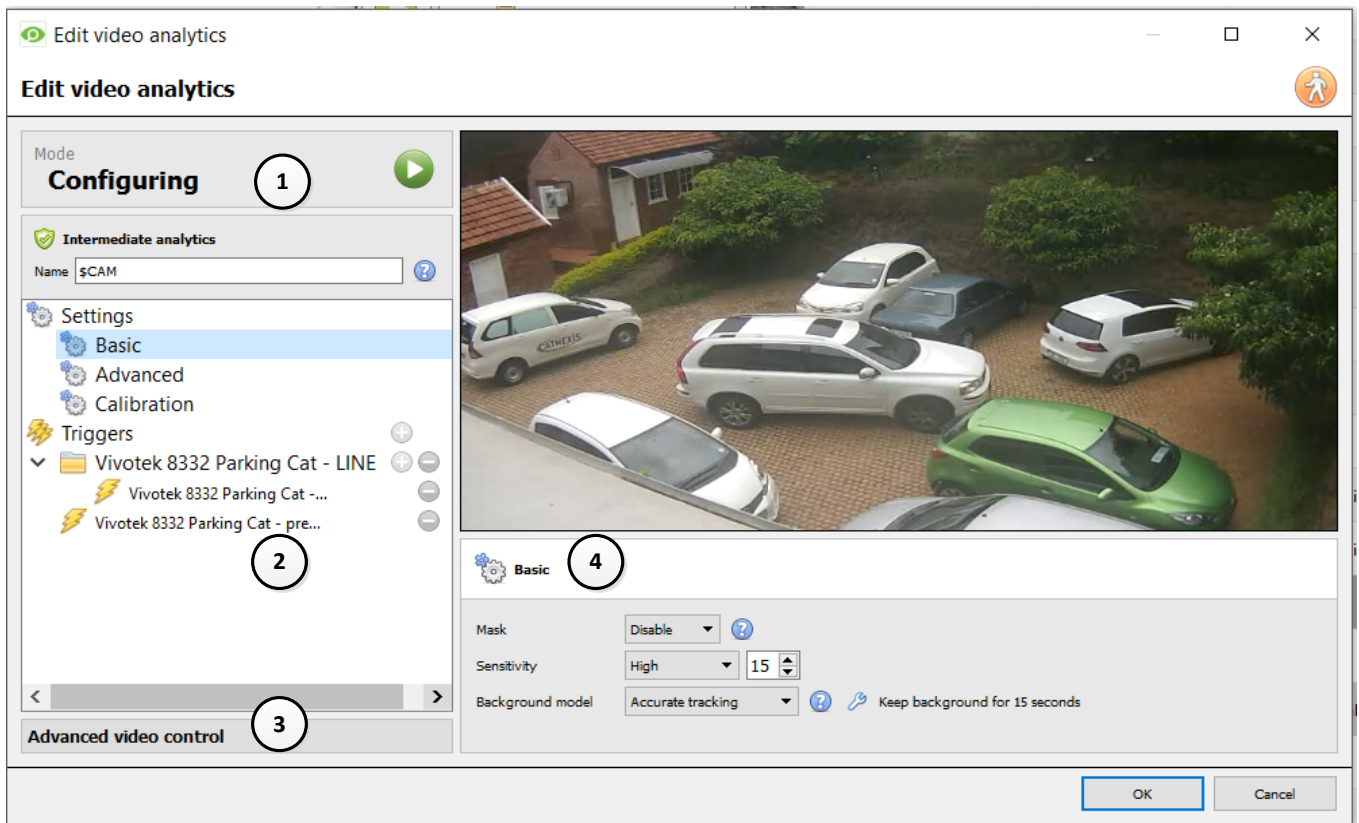 Edit video analytics
Edit video analytics
Mode
Configuring
1
Intermediate analytics
Name $CAM
Settings
Basic
Advanced
Calibration
Triggers
Vivotek 8332 Parking Cat - LINE
Vivotek 8332 Parking Cat -...
Vivotek 8332 Parking Cat - pre...
2
3
Advanced video control
CATHEXIS
Basic
4
Mask Disable
Sensitivity High 15
Background model Accurate tracking Keep background for 15 seconds
OK Cancel